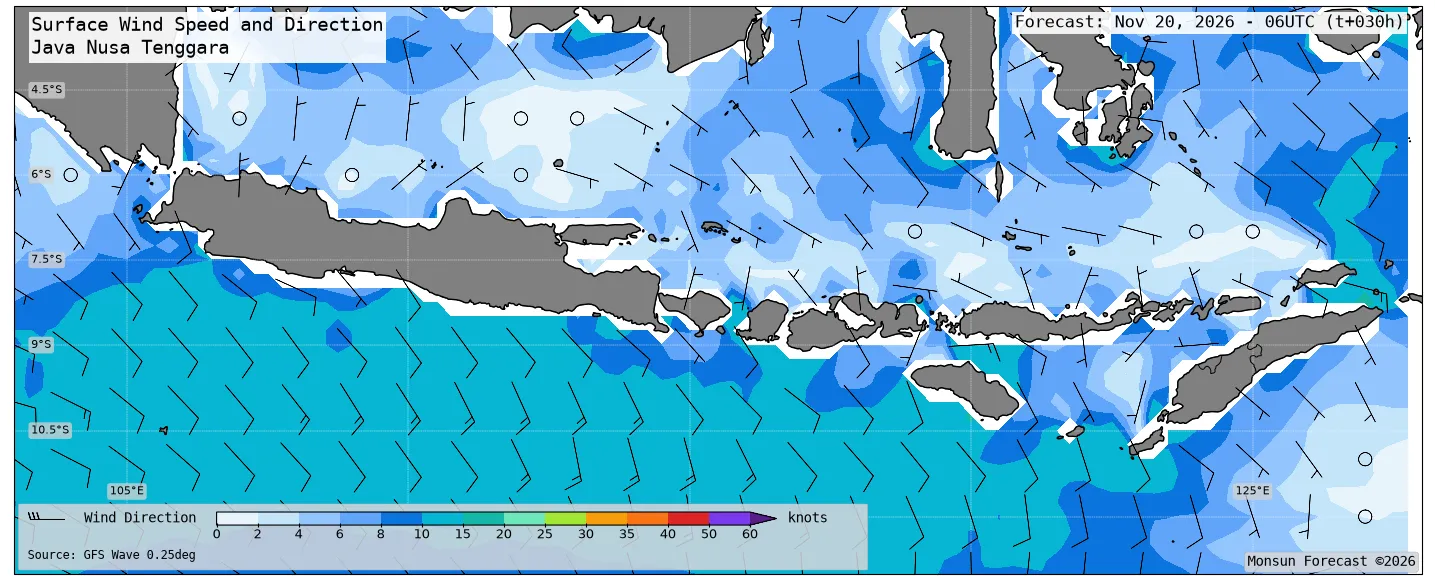 Surface Wind Speed and Direction
Java Nusa Tenggara
Forecast: Nov 20, 2026 - 06UTC (t+030h)
4.5°S
6°S
7.5°S
9°S
10.5°S
105°E
125°E
Wind Direction
knots
0 2 4 6 8 10 15 20 25 30 35 40 50 60
Source: GFS Wave 0.25deg
Monsun Forecast ©2026